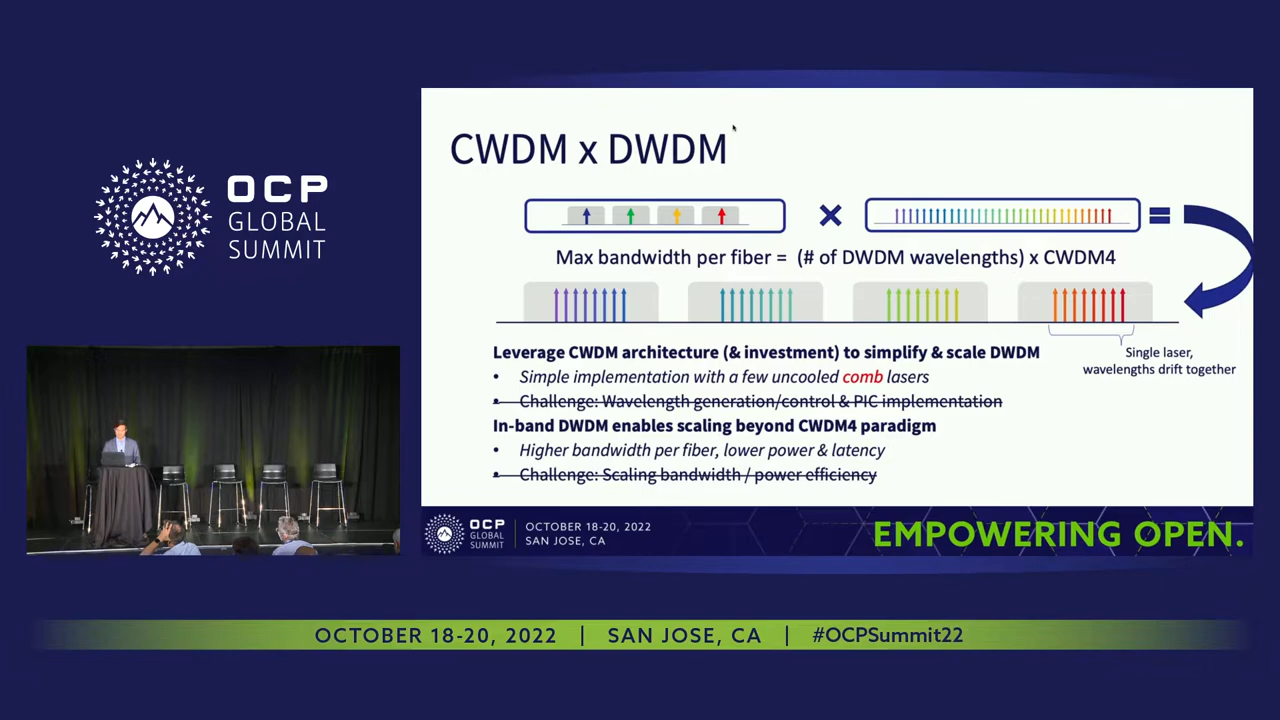 OCP
GLOBAL
SUMMIT
CWDM x DWDM
Max bandwidth per fiber = (# of DWDM wavelengths) x CWDM4
Single laser,
wavelengths drift together
Leverage CWDM architecture (& investment) to simplify & scale DWDM
• Simple implementation with a few uncooled comb lasers
• Challenge: Wavelength generation/control & PIC implementation
In-band DWDM enables scaling beyond CWDM4 paradigm
• Higher bandwidth per fiber, lower power & latency
• Challenge: Scaling bandwidth / power efficiency
OCP
GLOBAL
SUMMIT
OCTOBER 18-20, 2022
SAN JOSE, CA
EMPOWERING OPEN.
OCTOBER 18-20, 2022 | SAN JOSE, CA | #OCPSummit22